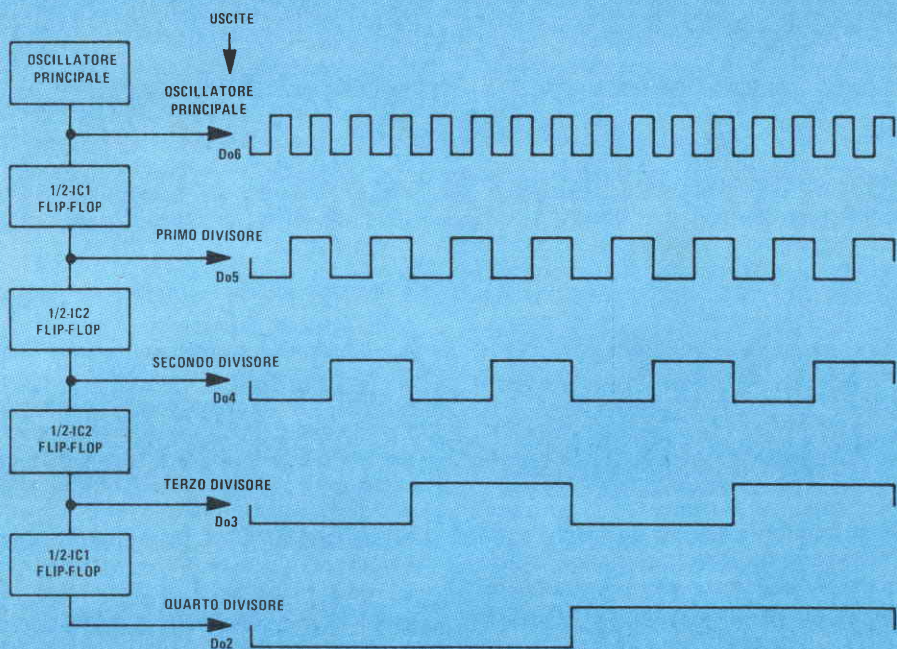 USCITE
OSCILLATORE
PRINCIPALE
OSCILLATORE
PRINCIPALE
Do6
1/2-IC1
FLIP-FLOP
PRIMO DIVISORE
Do5
1/2-IC2
FLIP-FLOP
SECONDO DIVISORE
Do4
1/2-IC2
FLIP-FLOP
TERZO DIVISORE
Do3
1/2-IC1
FLIP-FLOP
QUARTO DIVISORE
Do2